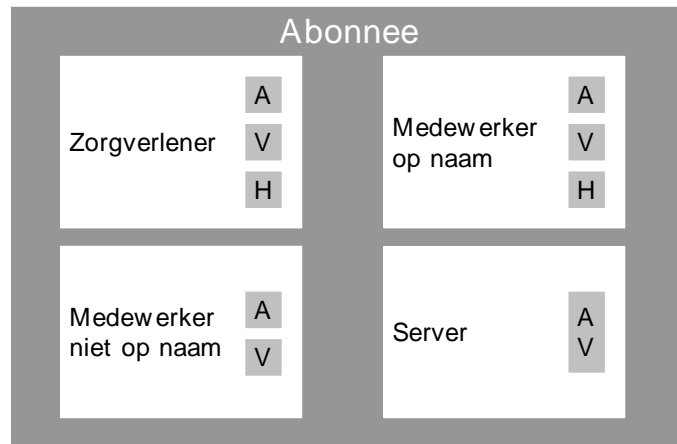 Abonnee
Zorgverlener
A
V
H
Medewerker
op naam
A
V
H
Medewerker
niet op naam
A
V
Server
A
V